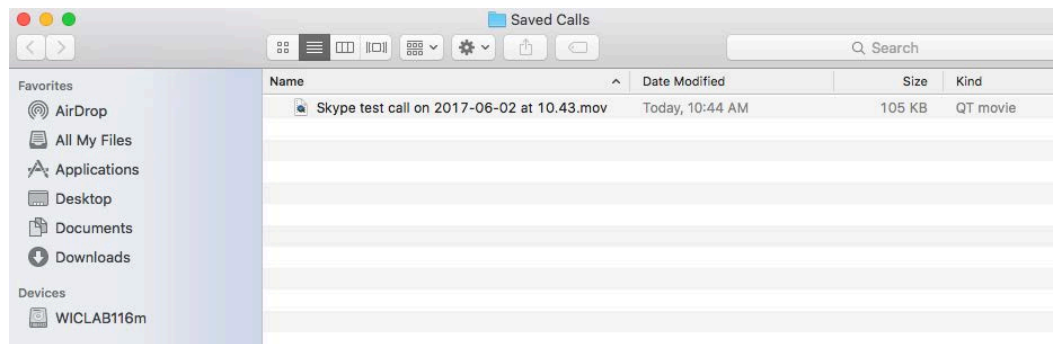 Saved Calls
Search
Favorites
AirDrop
All My Files
Applications
Desktop
Documents
Downloads
Devices
WICLAB116m
Name Date Modified Size Kind
Skype test call on 2017-06-02 at 10.43.mov Today, 10:44 AM 105 KB QT movie